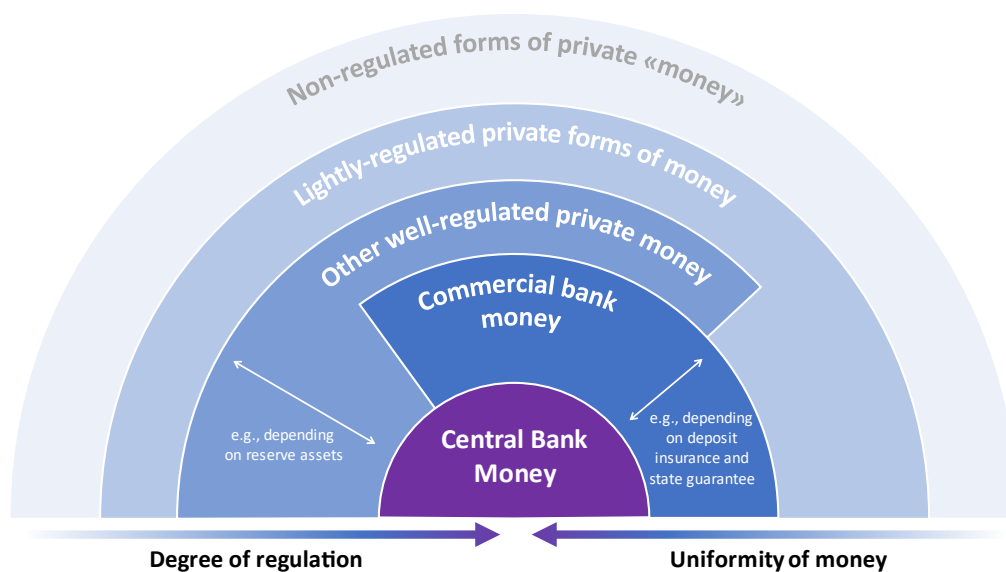 Non-regulated forms of private «money»
Lightly-regulated private forms of money
Other well-regulated private money
Commercial bank
money
e.g., depending
on reserve assets
Central Bank
Money
e.g., depending
on deposit
insurance and
state guarantee
Degree of regulation
Uniformity of money